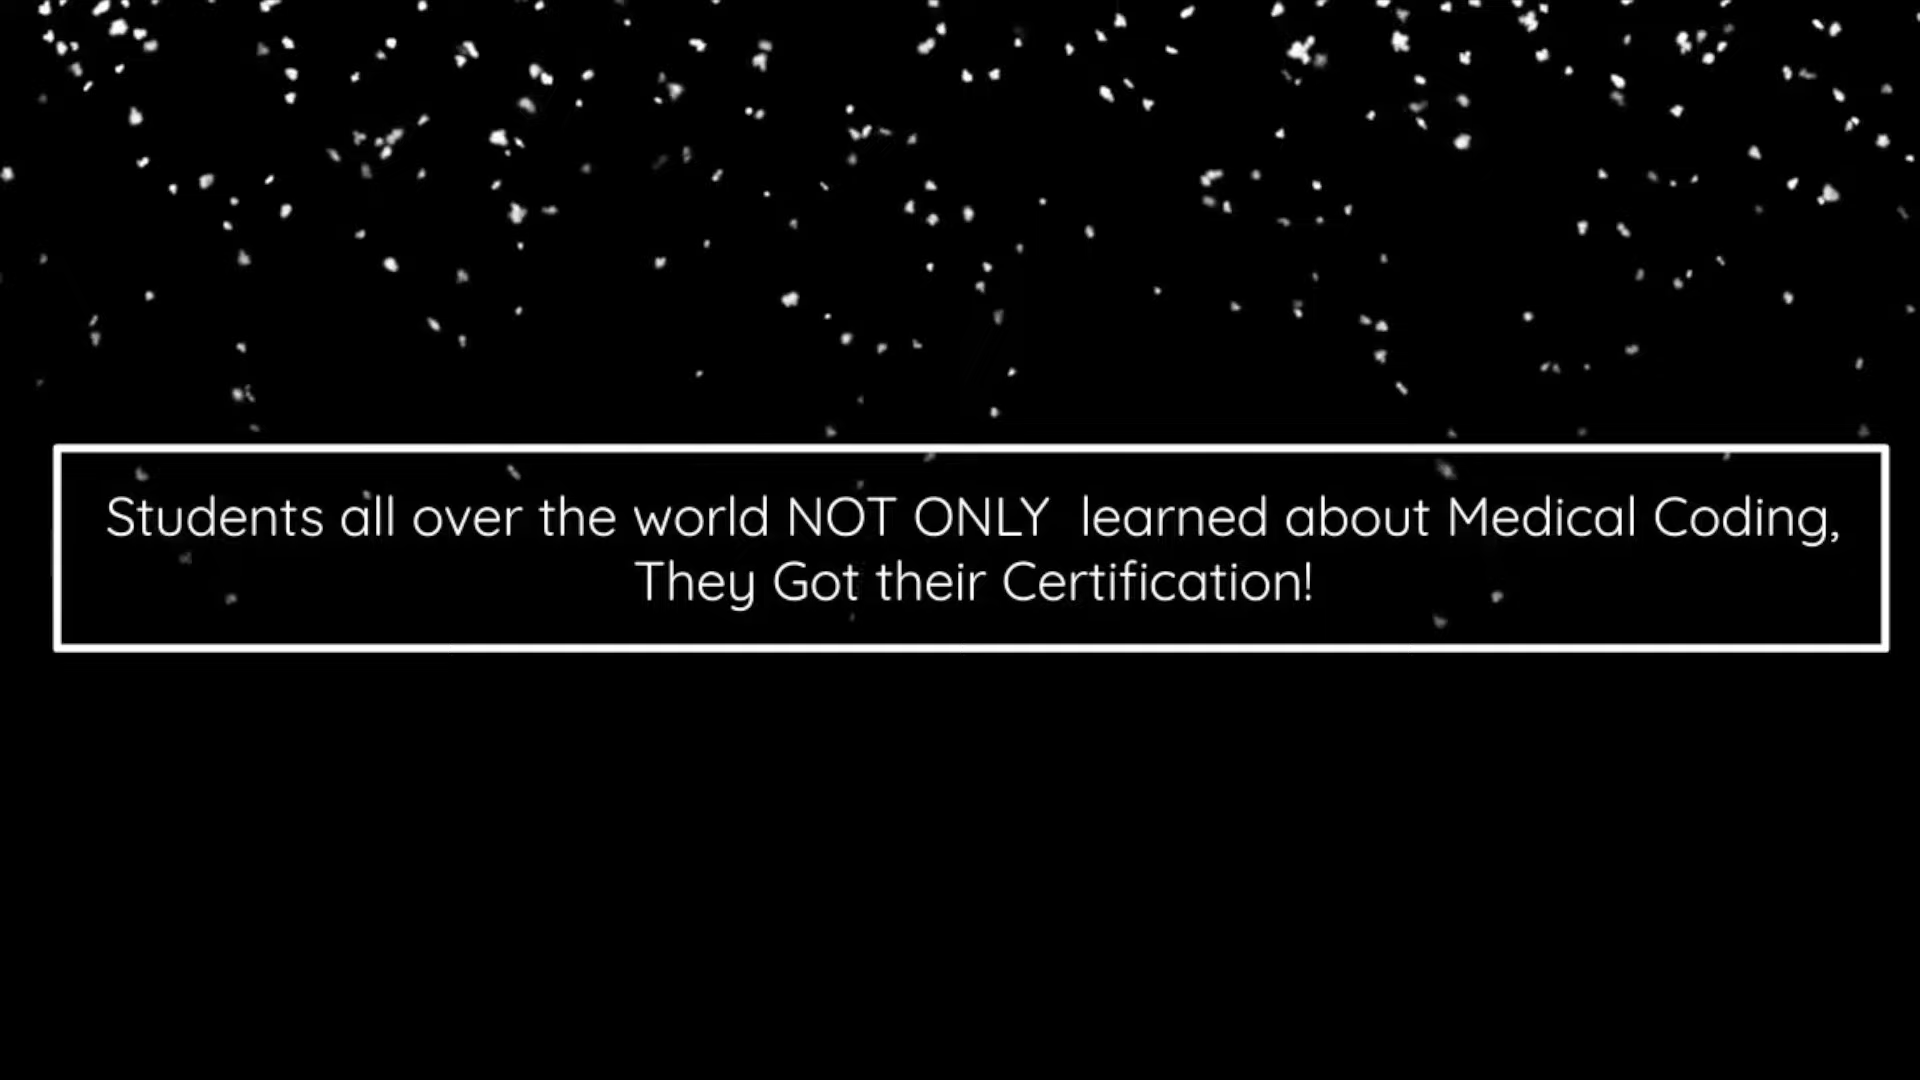 Students all over the world NOT ONLY  learned about Medical Coding,
They Got their Certification!